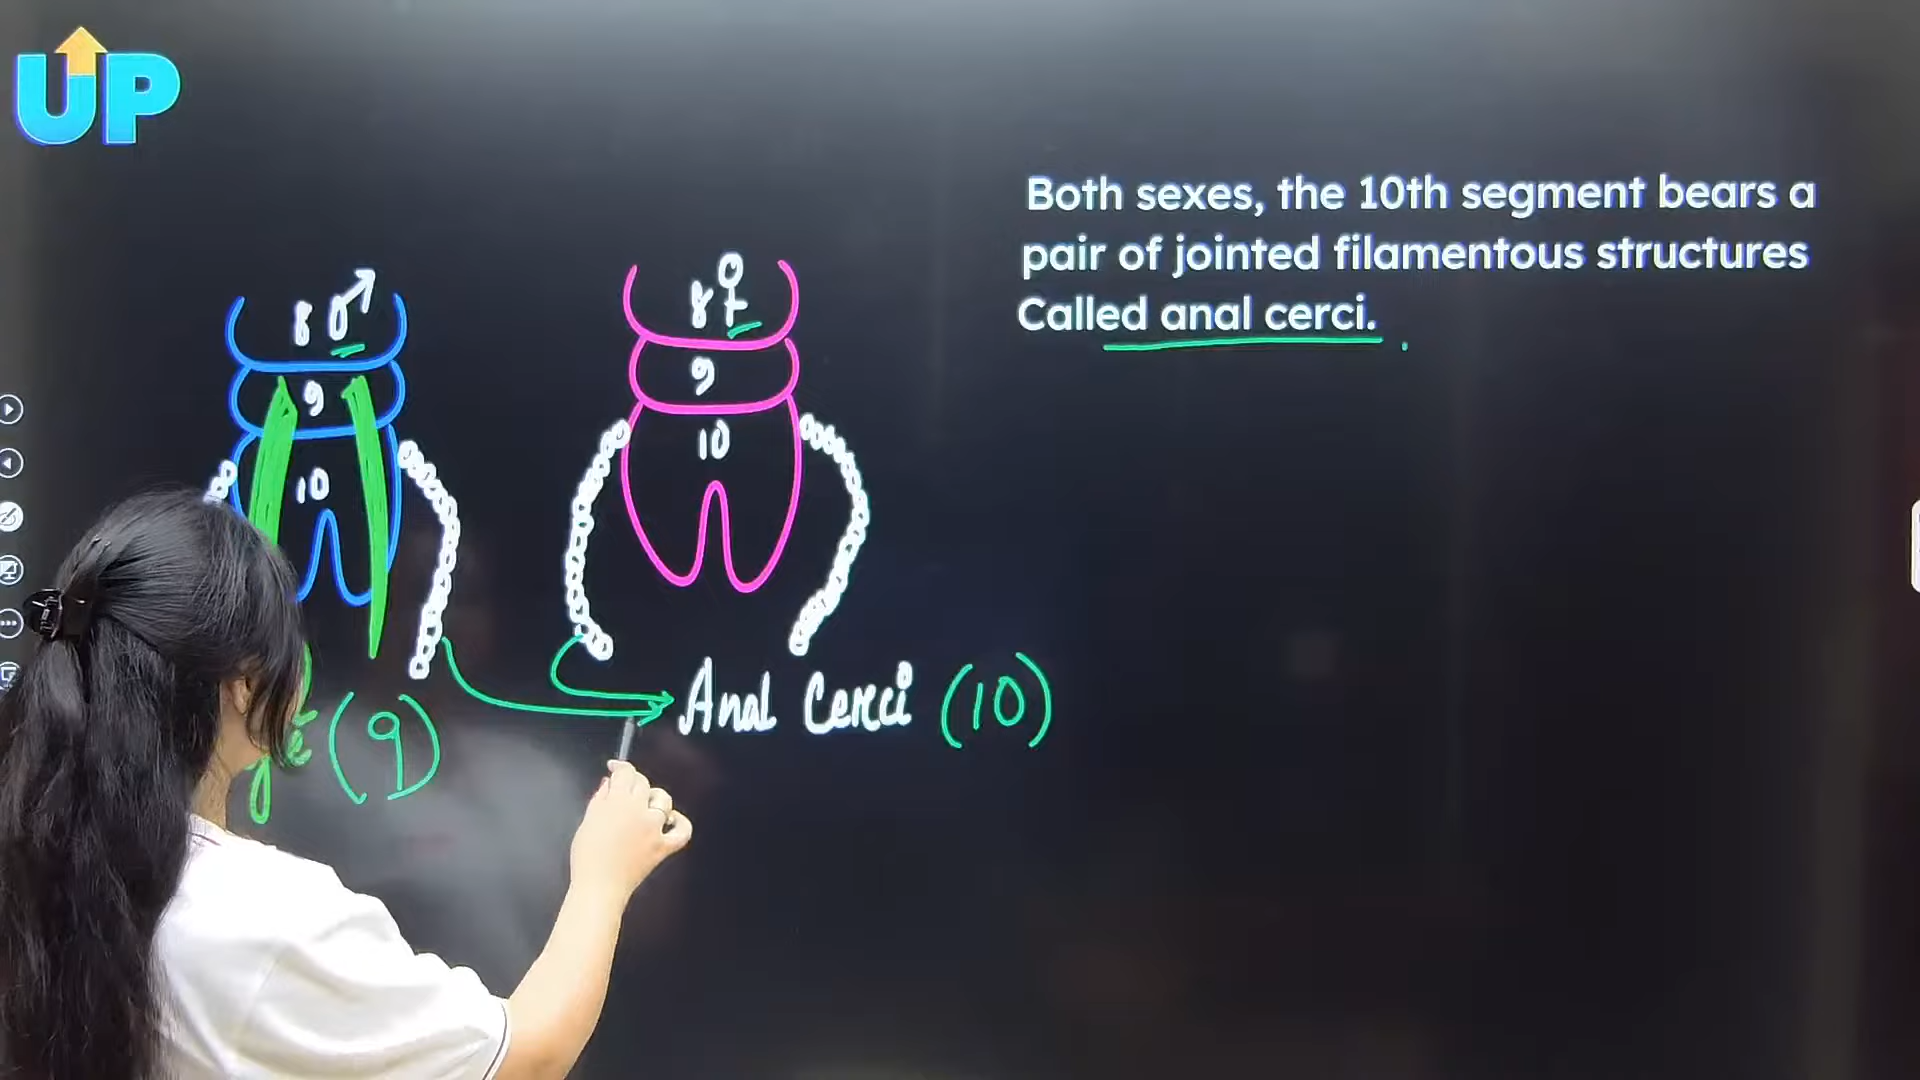 UP
Both sexes, the 10th segment bears a
pair of jointed filamentous structures
Called anal cerci.
8 ♂
9
10
8 ♀
9
10
Anal Cerci (10)
(9)